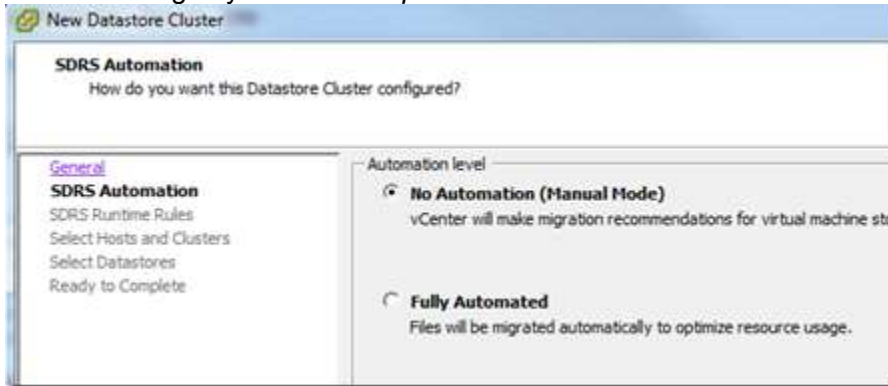 New Datastore Cluster
SDRS Automation
How do you want this Datastore Cluster configured?
General
SDRS Automation
SDRS Runtime Rules
Select Hosts and Clusters
Select Datastores
Ready to Complete
Automation level
No Automation (Manual Mode)
vCenter will make migration recommendations for virtual machine
Fully Automated
Files will be migrated automatically to optimize resource usage.